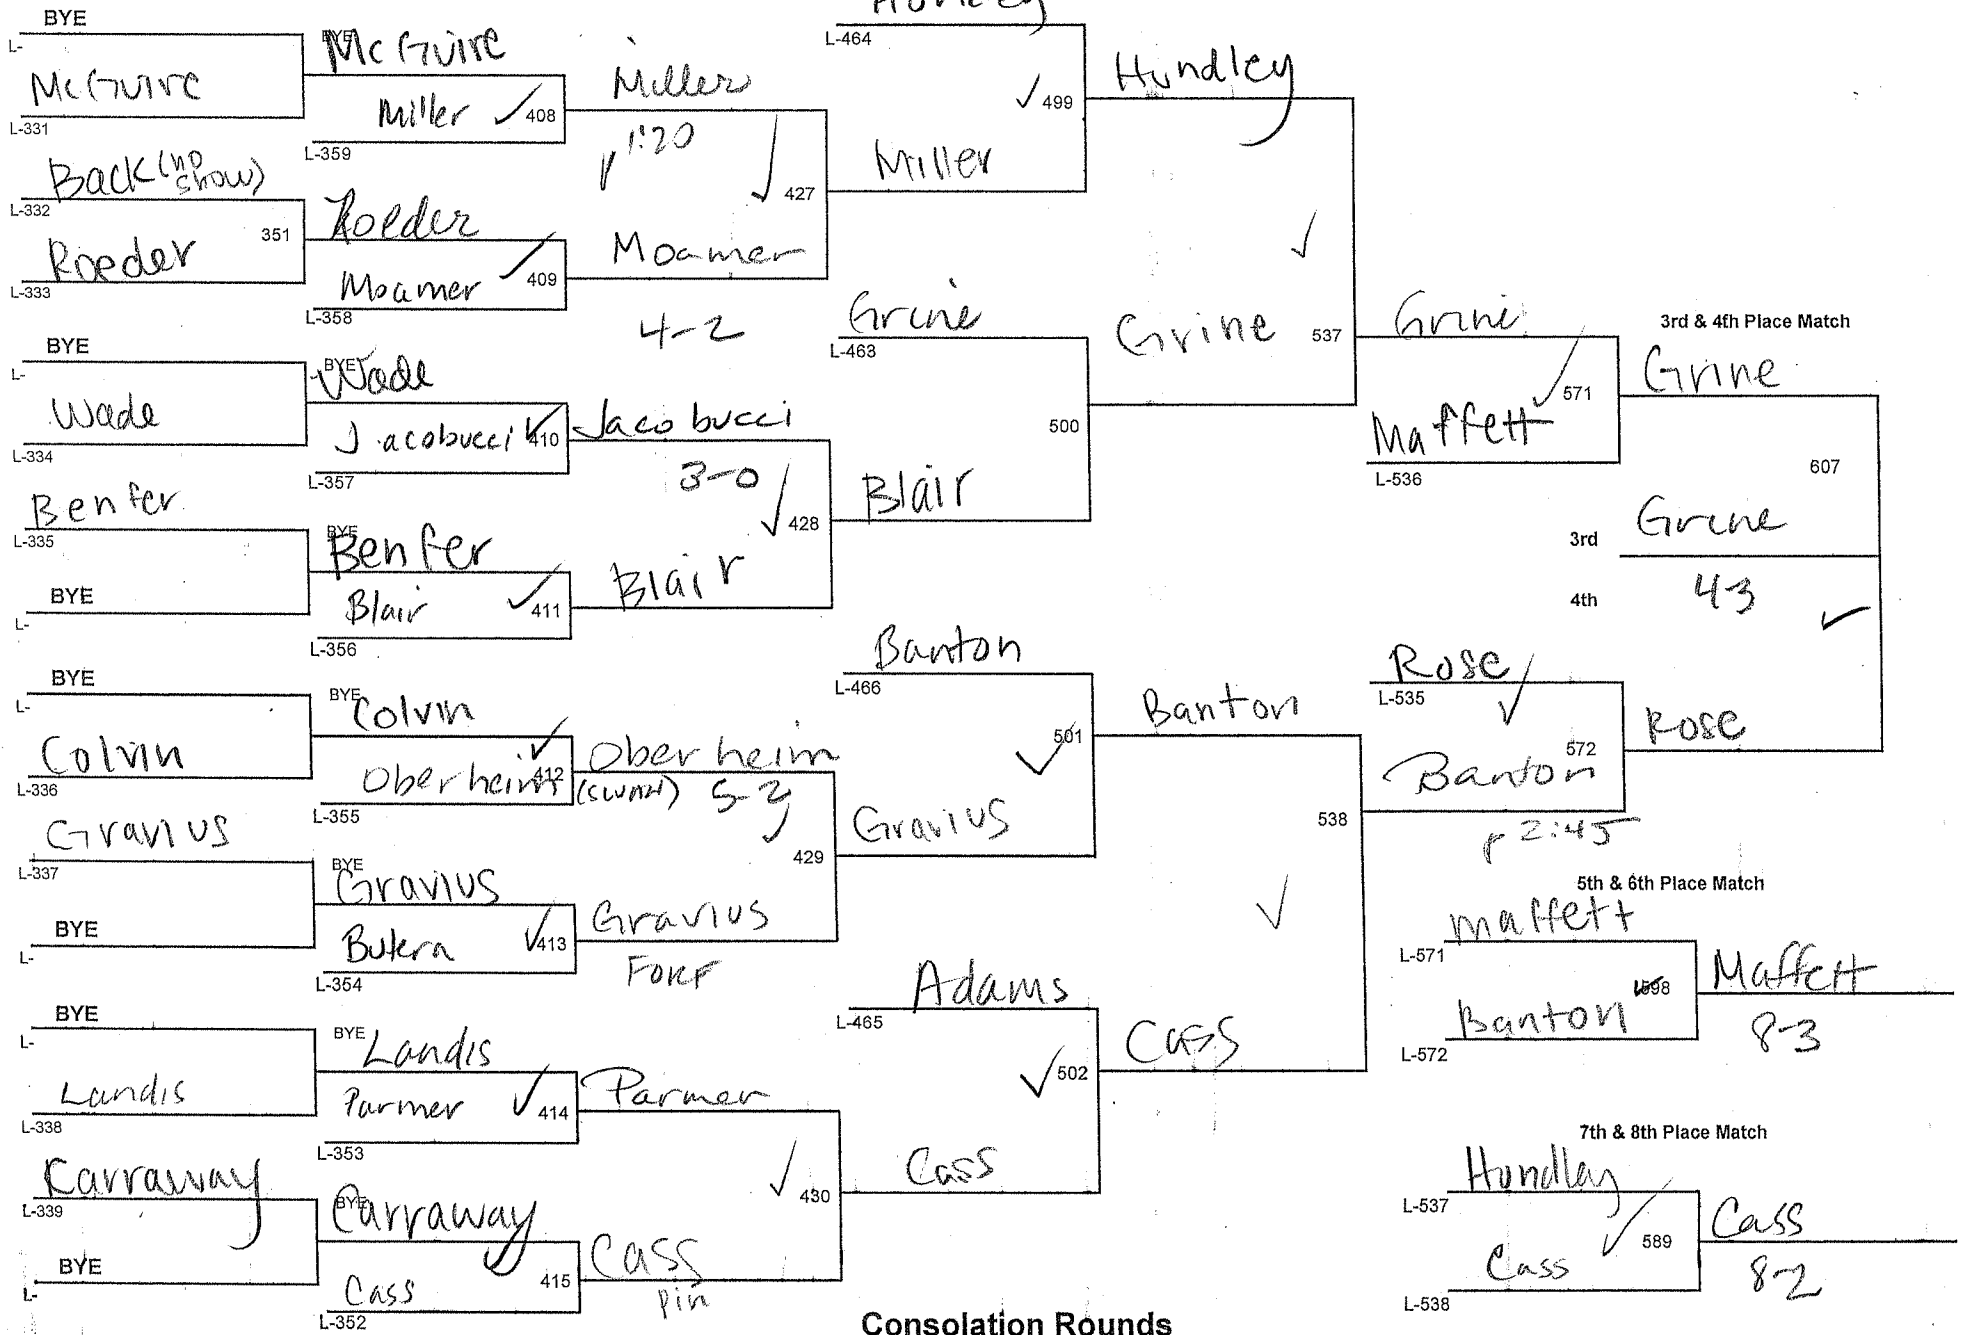 BYE
L-
McGuire
L-331
Back (no show)
L-332
351
Roeder
L-333
BYE
L-
Wade
L-334
Benfer
L-335
BYE
L-
BYE
L-
Colvin
L-336
Gravius
L-337
BYE
L-
BYE
L-
Landis
L-338
Carraway
L-339
BYE
L-
BYE
McGuire
Miller ✓ 408
L-359
Roeder
Moamer ✓ 409
L-358
BYE
Wade
Jacobucci ✓ 410
L-357
BYE
Benfer
Blair ✓ 411
L-356
BYE
Colvin
Oberheim ✓ 412
L-355
BYE
Gravius
Butera ✓ 413
L-354
BYE
Landis
Parmer ✓ 414
L-353
BYE
Carraway
Cass ✓ 415
L-352
Miller
p 1:20
✓ 427
Moamer
4-2
Jacobucci
3-0
✓ 428
Blair
Oberheim
5-2
✓ 429
Gravius
FORF
Parmer
✓ 430
Cass
pin
Hundley
L-464
✓ 499
Miller
Grine
L-463
500
Blair
Banton
L-466
✓ 501
Gravius
Adams
L-465
✓ 502
Cass
Hundley
✓
Grine 537
Banton
538
✓
Cass
Grine
✓ 571
Maffett
L-536
Rose
L-535
✓ 572
Banton
p 2:45
3rd & 4th Place Match
Grine
607
3rd Grine
4th 4-3
✓
Rose
5th & 6th Place Match
Maffett
L-571
✓ 598
Banton
L-572
Maffett
8-3
7th & 8th Place Match
Hundley
L-537
✓ 589
Cass
L-538
Cass
8-2
Consolation Rounds